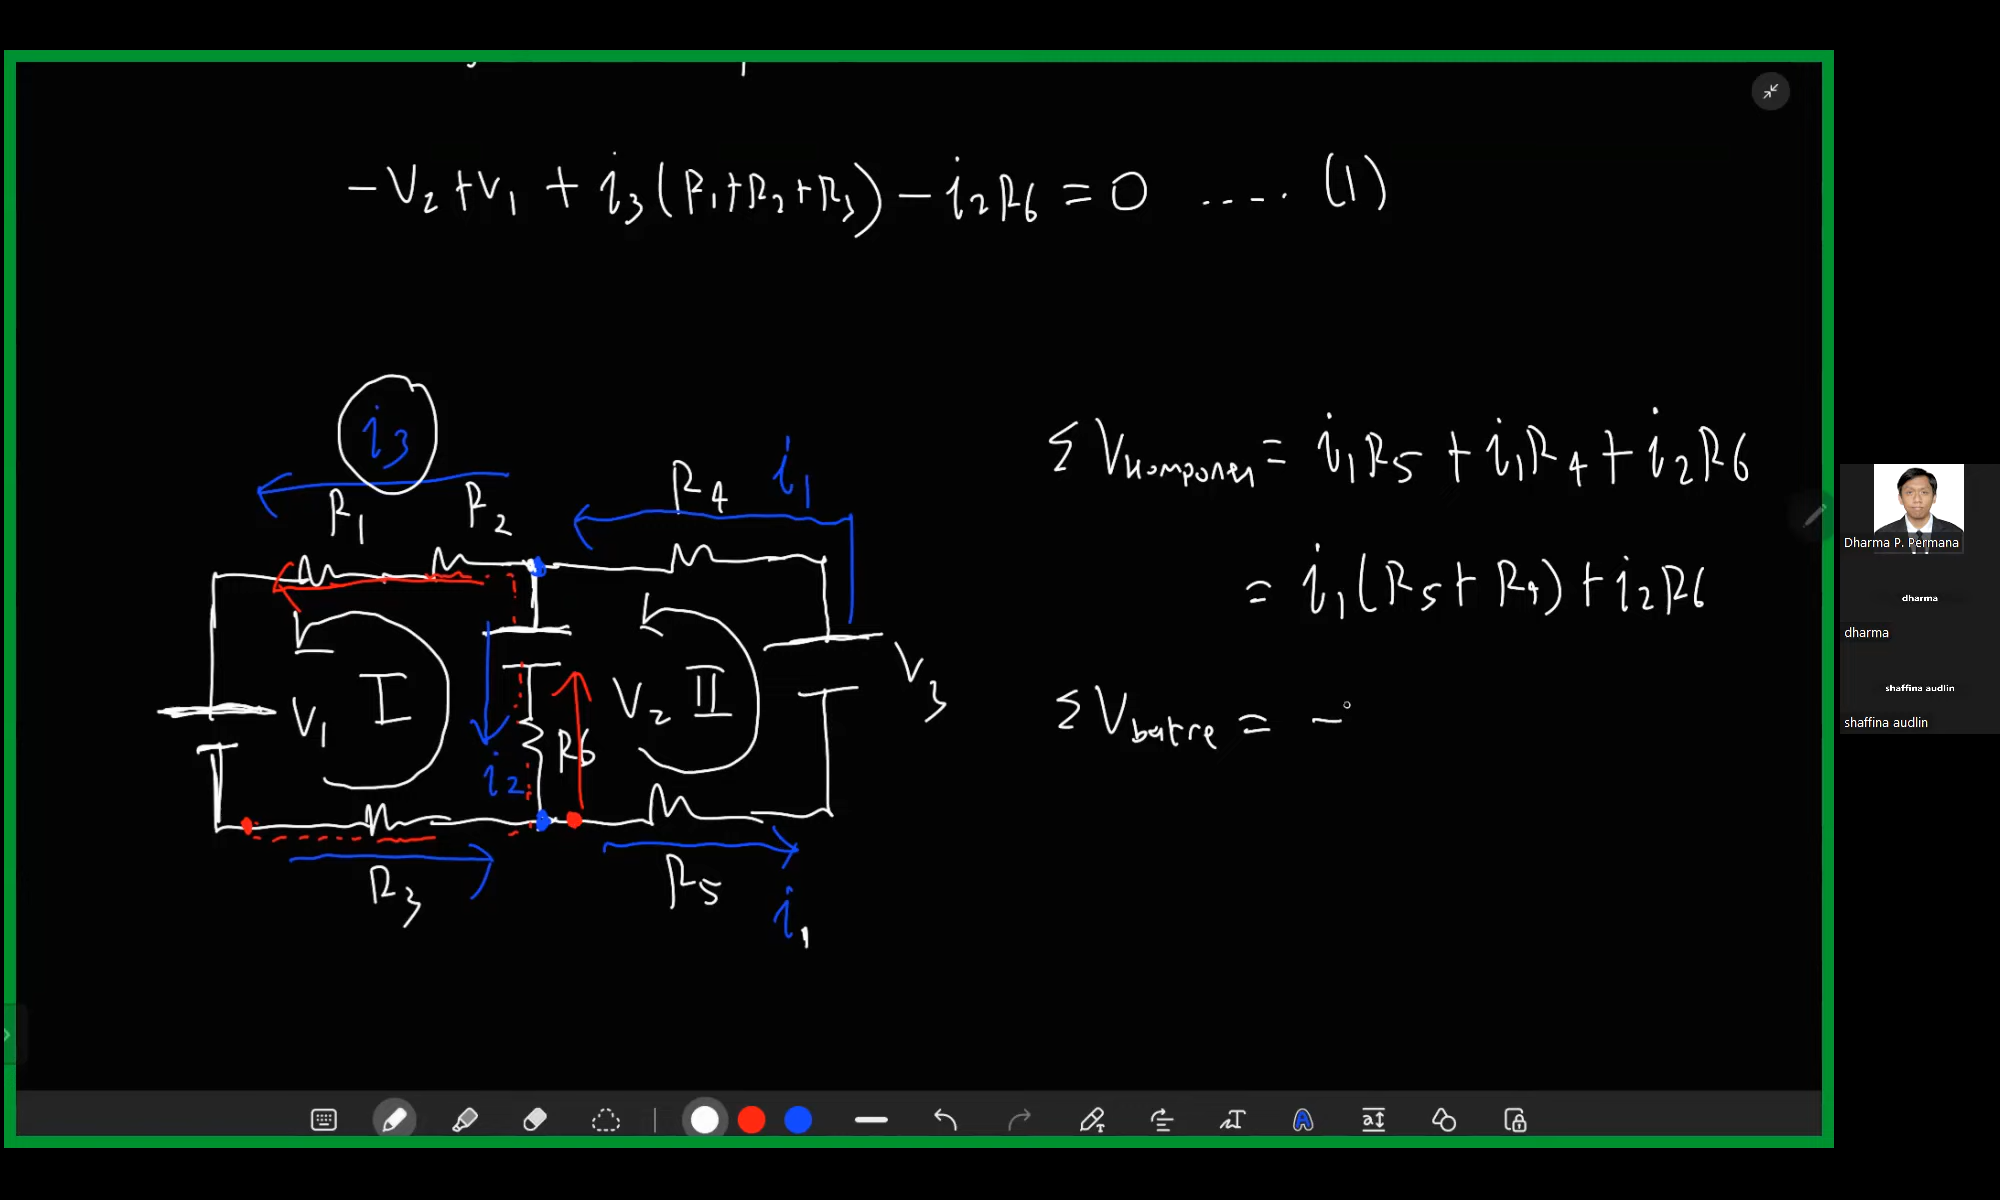 -V₂+V₁ + i₃(R₁+R₂+R₃) - i₂R₆ = 0 .... (1)
i₃
R₁
R₂
R₄
i₁
ΣVkomponen = i₁R₅ + i₁R₄ + i₂R₆
= i₁(R₅+R₄) + i₂R₆
V₁
I
i₂
R₆
V₂
II
V₃
ΣVbatre = -
R₃
R₅
i₁
Dharma P. Permana
dharma
dharma
shaffina audlin
shaffina audlin